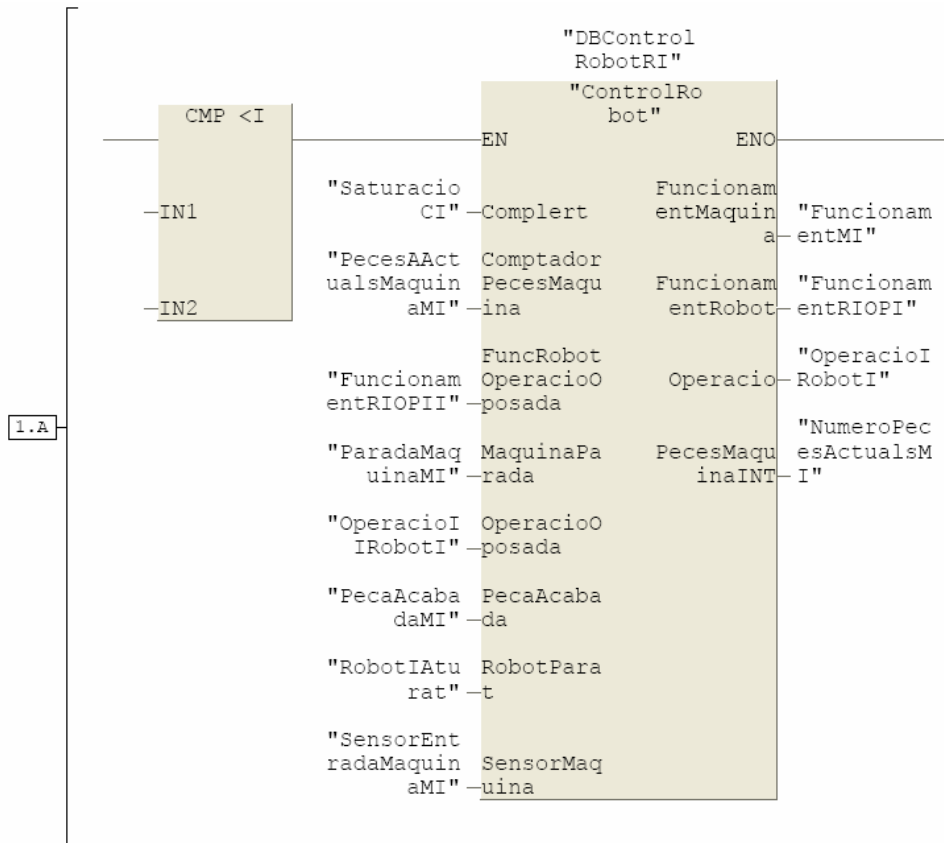 "DBControl
RobotRI"
CMP <I
"ControlRo
bot"
EN
ENO
IN1
IN2
"Saturacio
CI"
Complert
Funcionam
entMaquin
a
"Funcionam
entMI"
"PecesAAct
ualsMaquin
aMI"
Comptador
PecesMaqu
ina
Funcionam
entRobot
"Funcionam
entRIOPI"
"Funcionam
entRIOPII"
FuncRobot
OperacioO
posada
Operacio
"OperacioI
RobotI"
1.A
"ParadaMaq
uinaMI"
MaquinaPa
rada
PecesMaqu
inaINT
"NumeroPec
esActualsM
I"
"OperacioI
IRobotI"
OperacioO
posada
"PecaAcaba
daMI"
PecaAcaba
da
"RobotIAtu
rat"
RobotPara
t
"SensorEnt
radaMaquin
aMI"
SensorMaq
uina